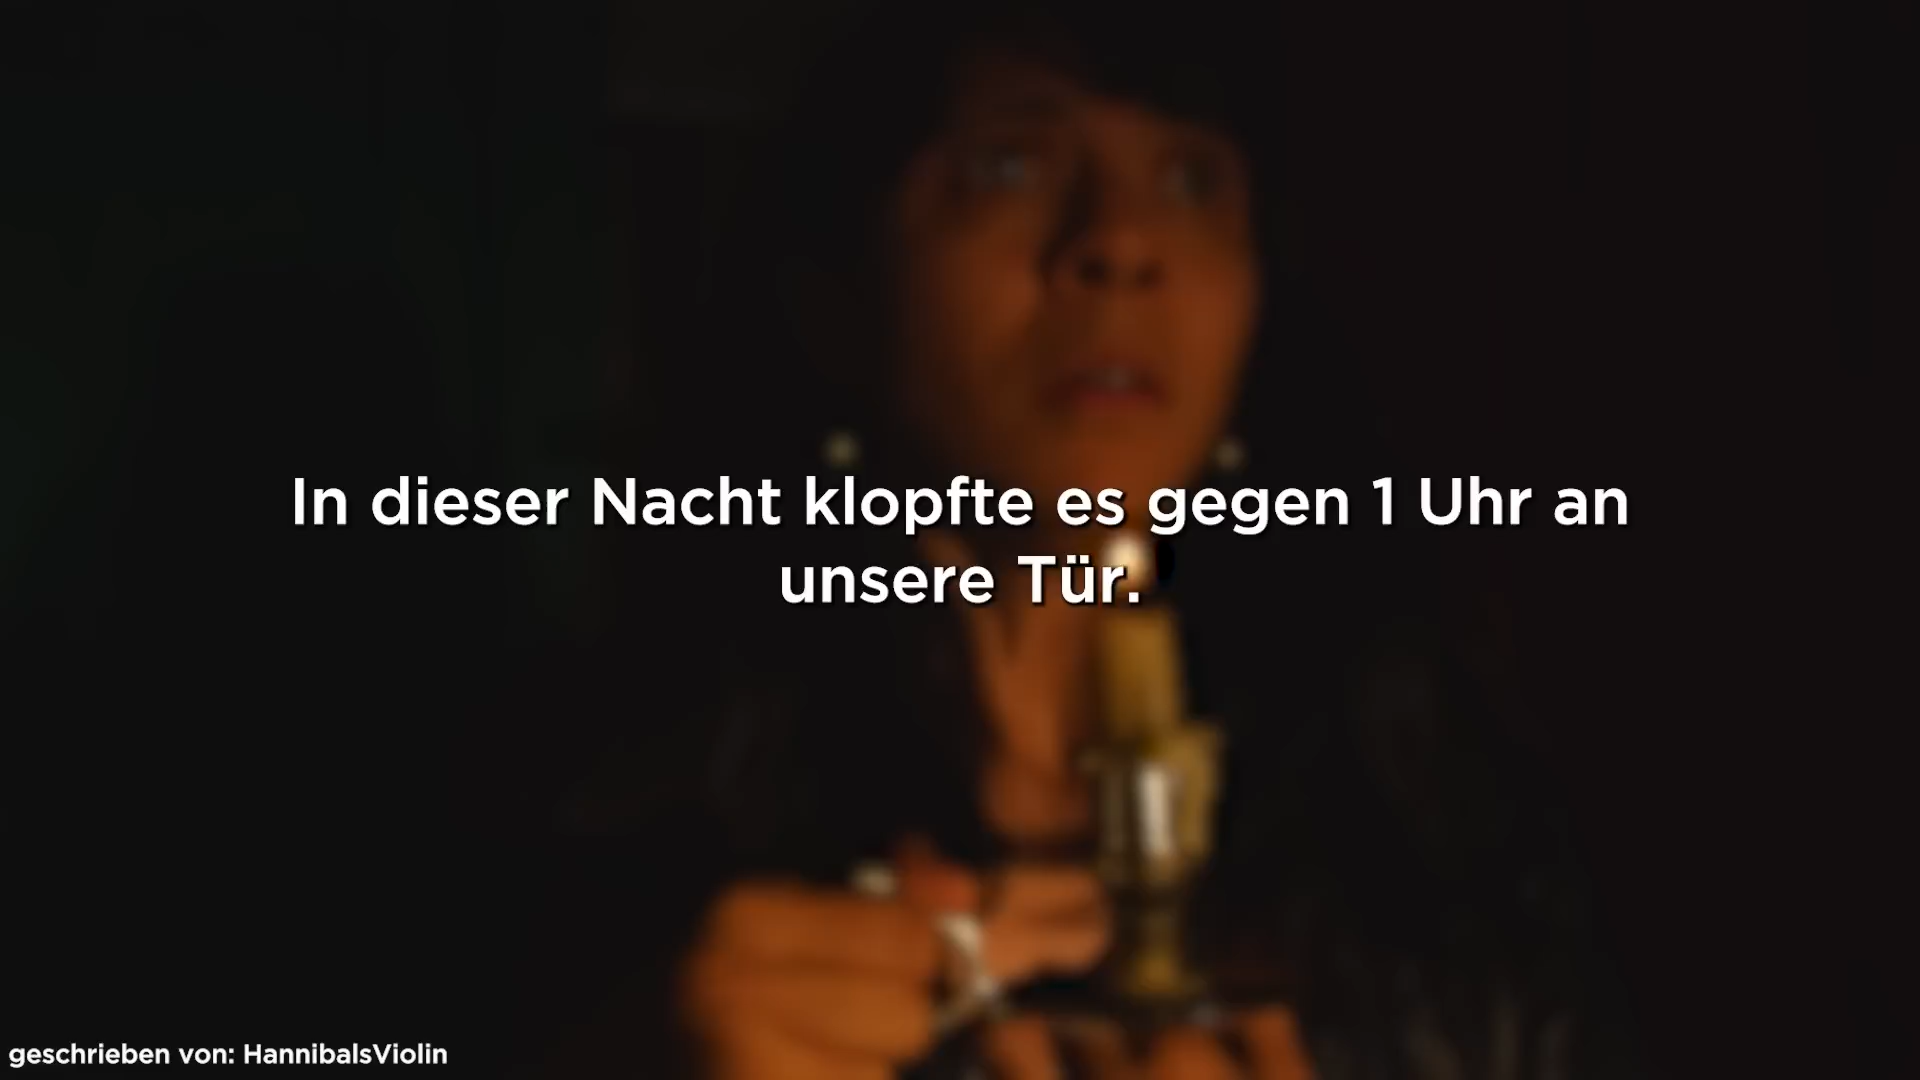 In dieser Nacht klopfte es gegen 1 Uhr an
unsere Tür.
geschrieben von: HannibalsViolin